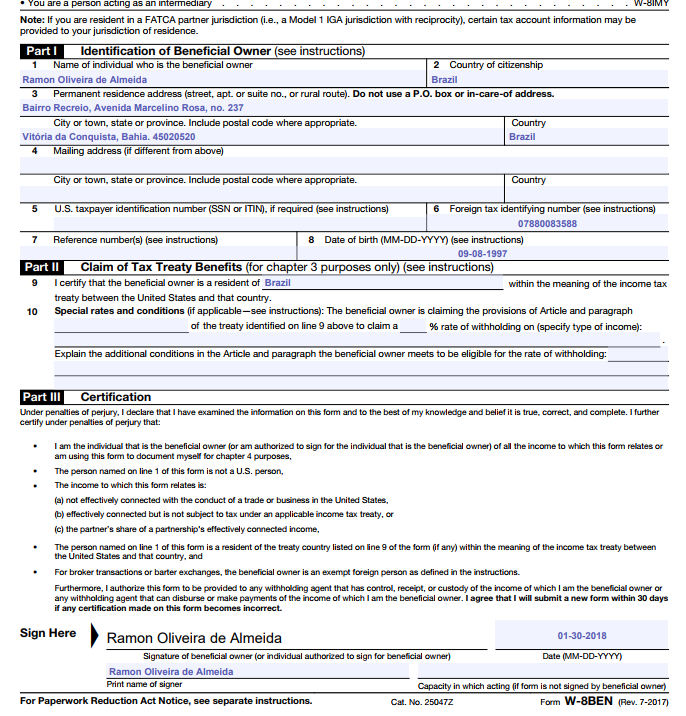 • You are a person acting as an intermediary . . . . . . . . . . . . . . . . . . . . . . . . . . . . W-8IMY
Note: If you are resident in a FATCA partner jurisdiction (i.e., a Model 1 IGA jurisdiction with reciprocity), certain tax account information may be
provided to your jurisdiction of residence.
Part I Identification of Beneficial Owner (see instructions)
1 Name of individual who is the beneficial owner
2 Country of citizenship
Ramon Oliveira de Almeida
Brazil
3 Permanent residence address (street, apt. or suite no., or rural route). Do not use a P.O. box or in-care-of address.
Bairro Recreio, Avenida Marcelino Rosa, no. 237
City or town, state or province. Include postal code where appropriate.
Country
Vitória da Conquista, Bahia. 45020520
Brazil
4 Mailing address (if different from above)
City or town, state or province. Include postal code where appropriate.
Country
5 U.S. taxpayer identification number (SSN or ITIN), if required (see instructions)
6 Foreign tax identifying number (see instructions)
07880083588
7 Reference number(s) (see instructions)
8 Date of birth (MM-DD-YYYY) (see instructions)
09-08-1997
Part II Claim of Tax Treaty Benefits (for chapter 3 purposes only) (see instructions)
9 I certify that the beneficial owner is a resident of Brazil within the meaning of the income tax
treaty between the United States and that country.
10 Special rates and conditions (if applicable—see instructions): The beneficial owner is claiming the provisions of Article and paragraph
of the treaty identified on line 9 above to claim a % rate of withholding on (specify type of income):
.
Explain the additional conditions in the Article and paragraph the beneficial owner meets to be eligible for the rate of withholding:
Part III Certification
Under penalties of perjury, I declare that I have examined the information on this form and to the best of my knowledge and belief it is true, correct, and complete. I further
certify under penalties of perjury that:
• I am the individual that is the beneficial owner (or am authorized to sign for the individual that is the beneficial owner) of all the income to which this form relates or
am using this form to document myself for chapter 4 purposes,
• The person named on line 1 of this form is not a U.S. person,
• The income to which this form relates is:
(a) not effectively connected with the conduct of a trade or business in the United States,
(b) effectively connected but is not subject to tax under an applicable income tax treaty, or
(c) the partner's share of a partnership's effectively connected income,
• The person named on line 1 of this form is a resident of the treaty country listed on line 9 of the form (if any) within the meaning of the income tax treaty between
the United States and that country, and
• For broker transactions or barter exchanges, the beneficial owner is an exempt foreign person as defined in the instructions.
Furthermore, I authorize this form to be provided to any withholding agent that has control, receipt, or custody of the income of which I am the beneficial owner or
any withholding agent that can disburse or make payments of the income of which I am the beneficial owner. I agree that I will submit a new form within 30 days
if any certification made on this form becomes incorrect.
Sign Here Ramon Oliveira de Almeida 01-30-2018
Signature of beneficial owner (or individual authorized to sign for beneficial owner)
Date (MM-DD-YYYY)
Ramon Oliveira de Almeida
Print name of signer
Capacity in which acting (if form is not signed by beneficial owner)
For Paperwork Reduction Act Notice, see separate instructions. Cat. No. 25047Z Form W-8BEN (Rev. 7-2017)